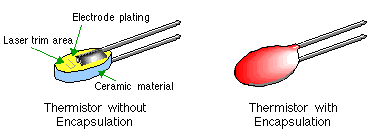 Electrode plating
Laser trim area
Ceramic material
Thermistor without
Encapsulation
Thermistor with
Encapsulation